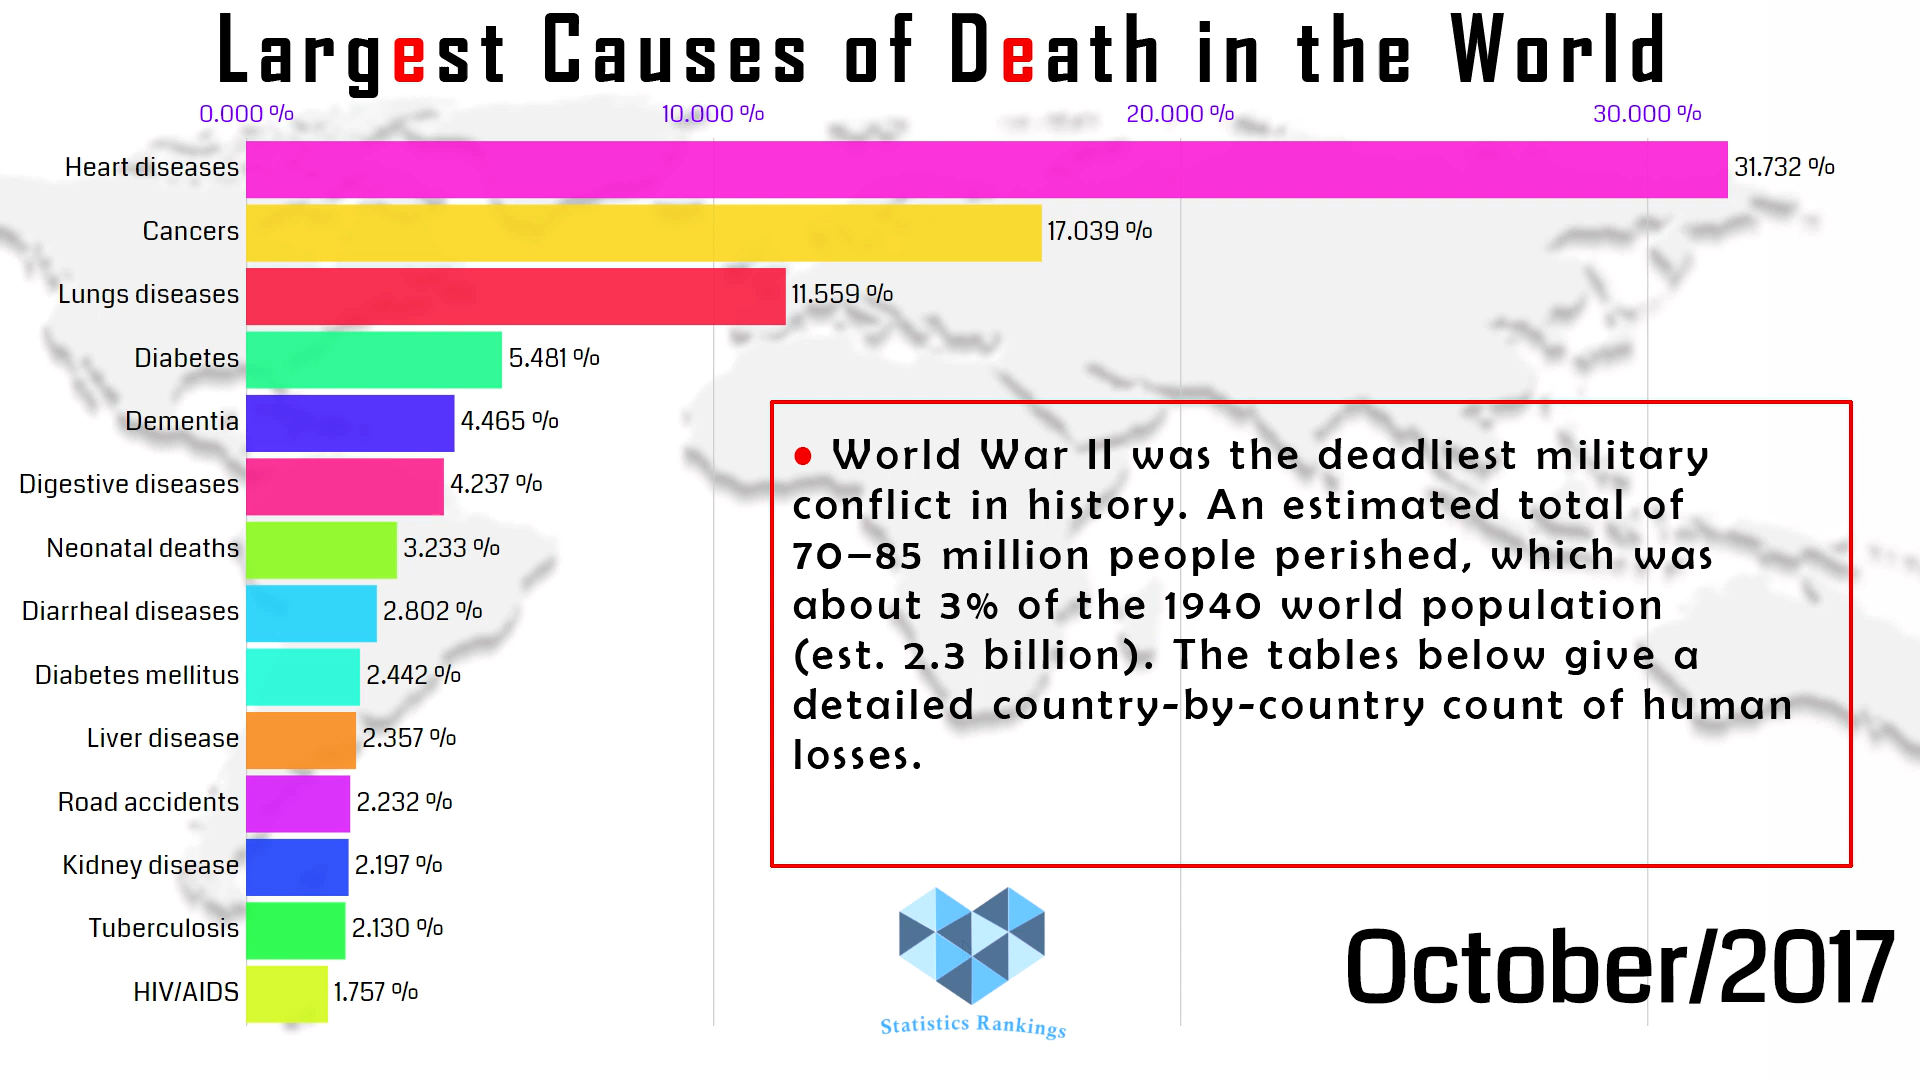 Largest Causes of Death in the World
0.000 % 10.000 % 20.000 % 30.000 %
Heart diseases 31.732 %
Cancers 17.039 %
Lungs diseases 11.559 %
Diabetes 5.481 %
Dementia 4.465 %
Digestive diseases 4.237 %
Neonatal deaths 3.233 %
Diarrheal diseases 2.802 %
Diabetes mellitus 2.442 %
Liver disease 2.357 %
Road accidents 2.232 %
Kidney disease 2.197 %
Tuberculosis 2.130 %
HIV/AIDS 1.757 %
• World War II was the deadliest military
conflict in history. An estimated total of
70–85 million people perished, which was
about 3% of the 1940 world population
(est. 2.3 billion). The tables below give a
detailed country-by-country count of human
losses.
Statistics Rankings
October/2017